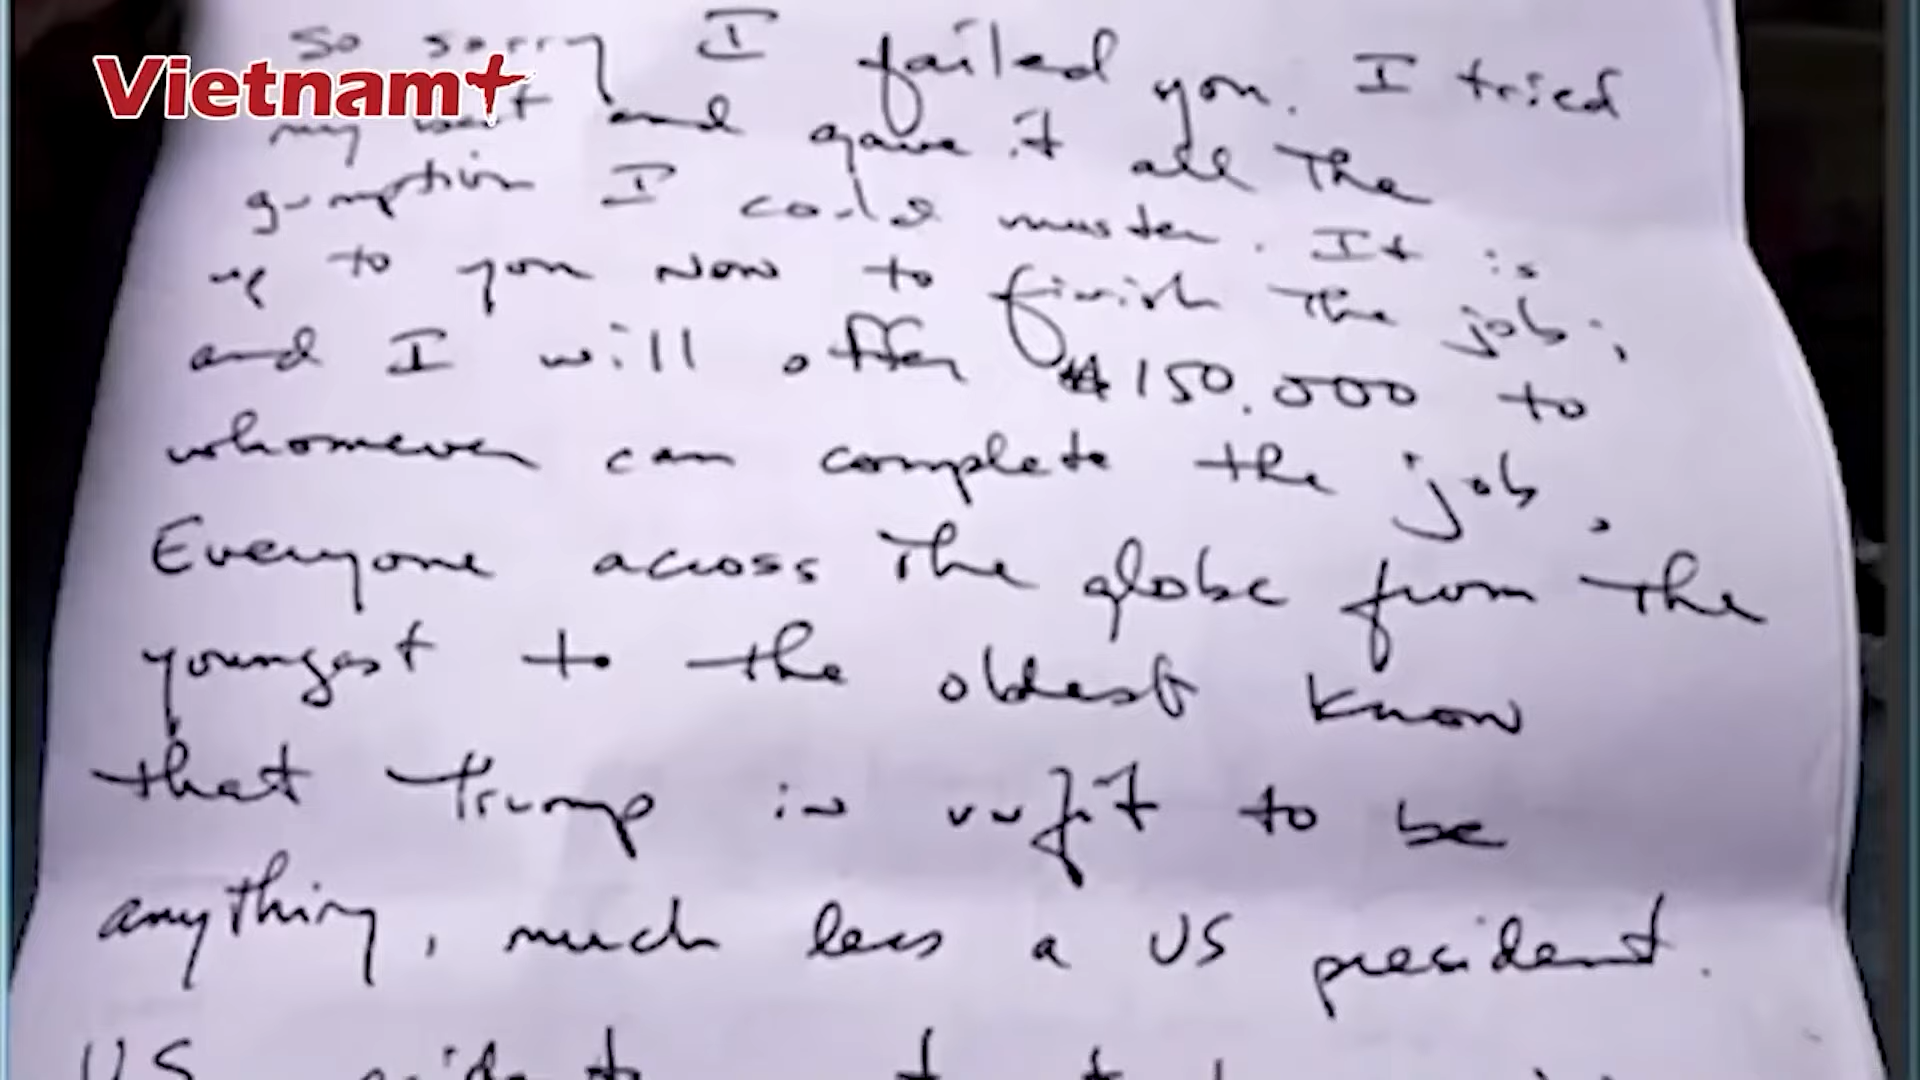 Vietnam+
so sorry I failed you. I tried
my best and gave it all the
gumption I could muster. It is
up to you now to finish the job;
and I will offer $150,000 to
whomever can complete the job.
Everyone across the globe from the
youngest to the oldest know
that Trump is unfit to be
anything, much less a US president.
US